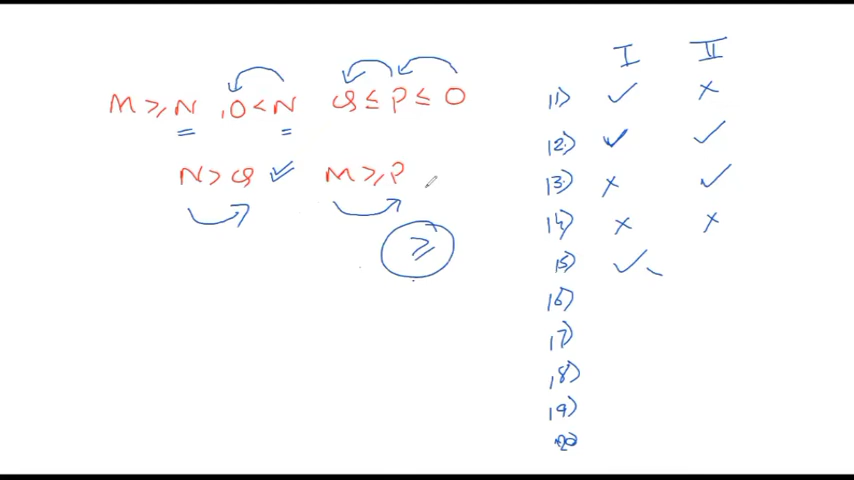 I II
M ≥ N , O < N Q ≤ P ≤ O
11) ✓ ×
12) ✓ ✓
N > Q ✓ M ≥ P
13) × ✓
14) × ×
≥
15) ✓
16)
17)
18)
19)
20